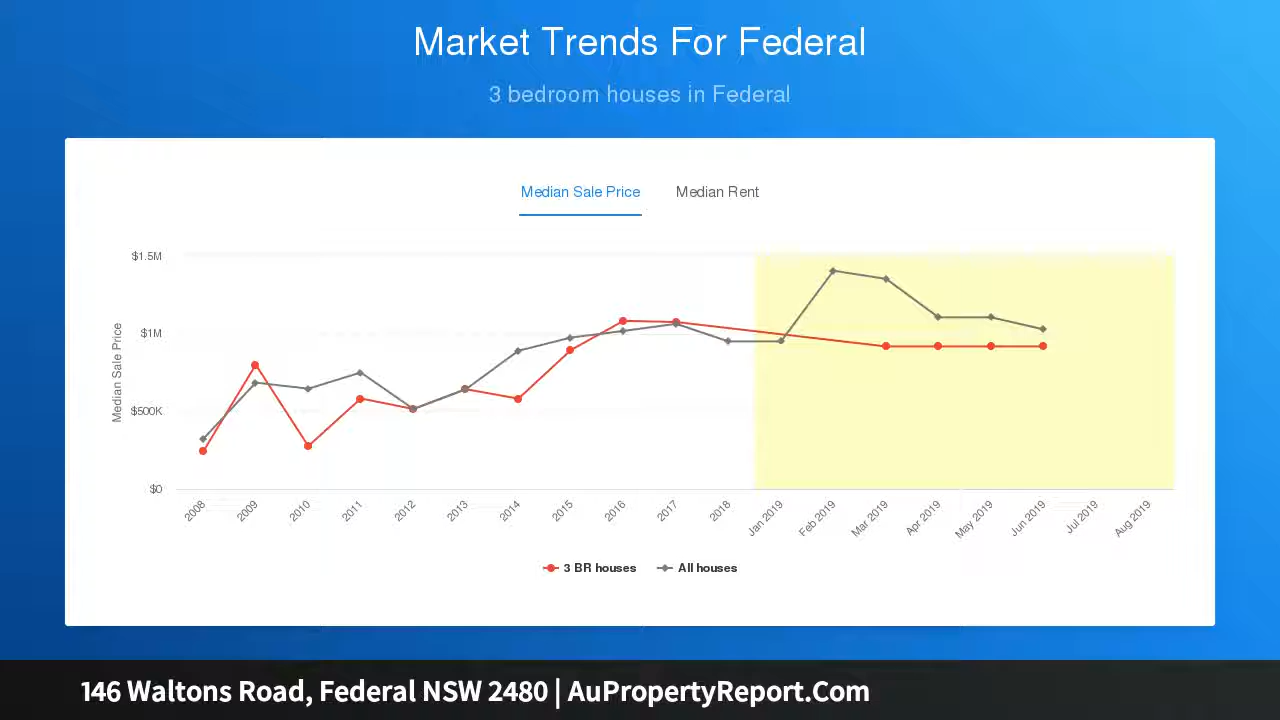 Market Trends For Federal
3 bedroom houses in Federal
Median Sale Price Median Rent
$1.5M
$1M
$500K
$0
Median Sale Price
2008 2009 2010 2011 2012 2013 2014 2015 2016 2017 2018 Jan 2019 Feb 2019 Mar 2019 Apr 2019 May 2019 Jun 2019 Jul 2019 Aug 2019
3 BR houses All houses
146 Waltons Road, Federal NSW 2480 | AuPropertyReport.Com